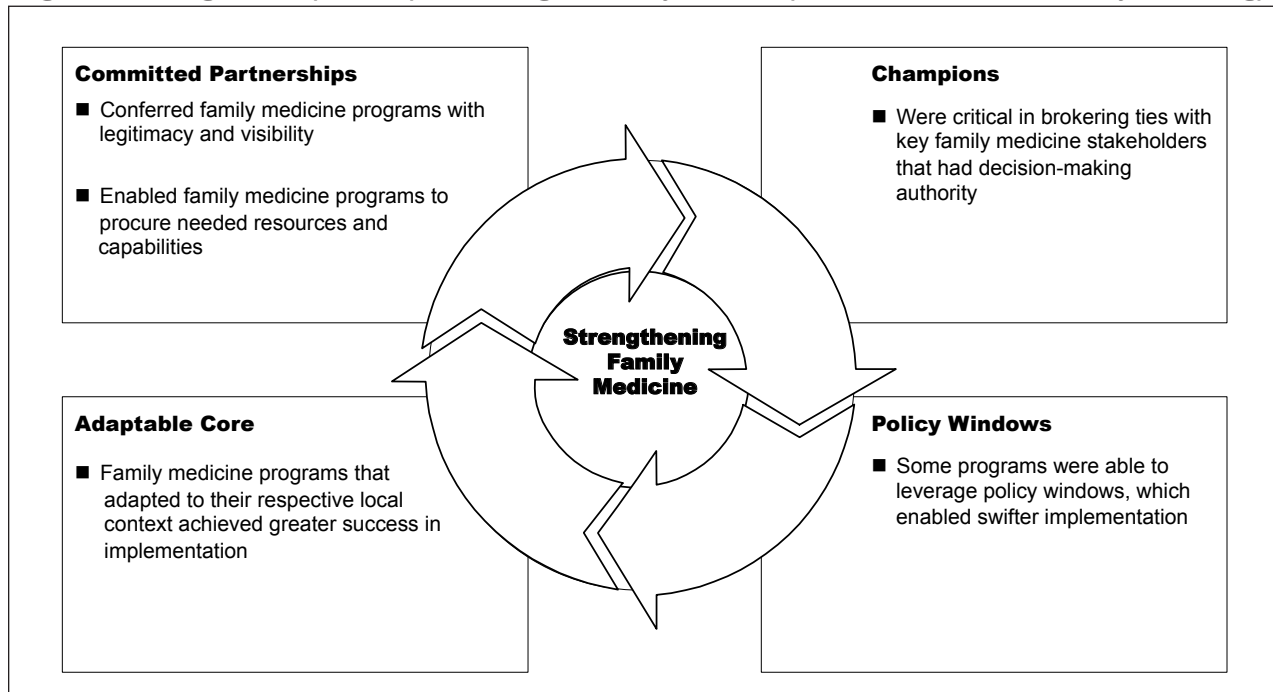 Committed Partnerships
■ Conferred family medicine programs with
legitimacy and visibility
■ Enabled family medicine programs to
procure needed resources and
capabilities
Champions
■ Were critical in brokering ties with
key family medicine stakeholders
that had decision-making
authority
Strengthening
Family
Medicine
Adaptable Core
■ Family medicine programs that
adapted to their respective local
context achieved greater success in
implementation
Policy Windows
■ Some programs were able to
leverage policy windows, which
enabled swifter implementation